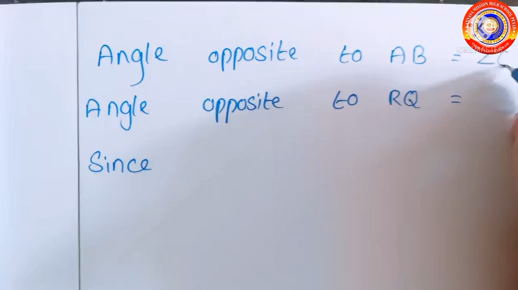 Angle opposite to AB = ∠C
Angle opposite to RQ =
Since